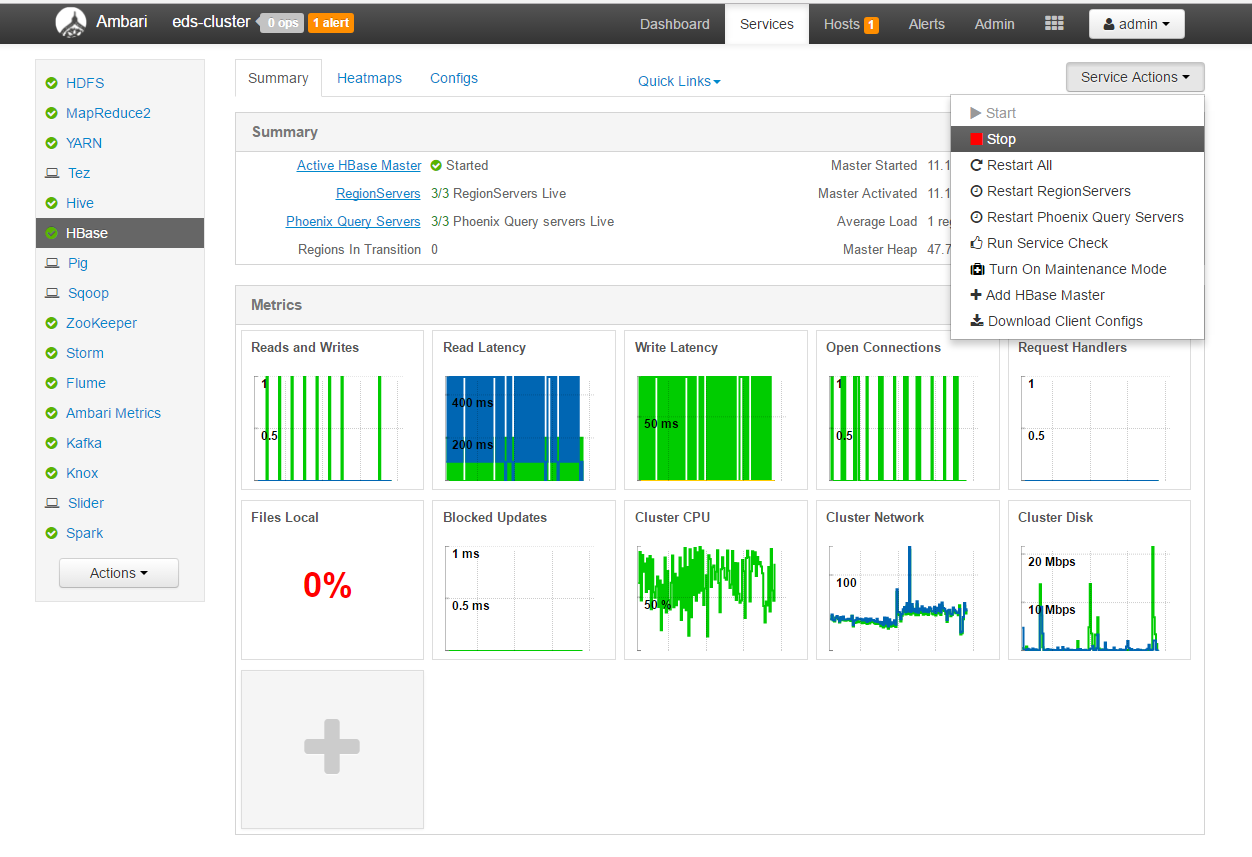 Ambari eds-cluster 0 ops 1 alert Dashboard Services Hosts 1 Alerts Admin admin
HDFS
MapReduce2
YARN
Tez
Hive
HBase
Pig
Sqoop
ZooKeeper
Storm
Flume
Ambari Metrics
Kafka
Knox
Slider
Spark
Actions
Summary Heatmaps Configs Quick Links Service Actions
Start
Stop
Restart All
Restart RegionServers
Restart Phoenix Query Servers
Run Service Check
Turn On Maintenance Mode
Add HBase Master
Download Client Configs
Summary
Active HBase Master Started Master Started 11.1
RegionServers 3/3 RegionServers Live Master Activated 11.1
Phoenix Query Servers 3/3 Phoenix Query servers Live Average Load 1 reg
Regions In Transition 0 Master Heap 47.7
Metrics
Reads and Writes
1
0.5
Read Latency
400 ms
200 ms
Write Latency
50 ms
Open Connections
1
0.5
Request Handlers
1
0.5
Files Local
0%
Blocked Updates
1 ms
0.5 ms
Cluster CPU
50 %
Cluster Network
100
Cluster Disk
20 Mbps
10 Mbps